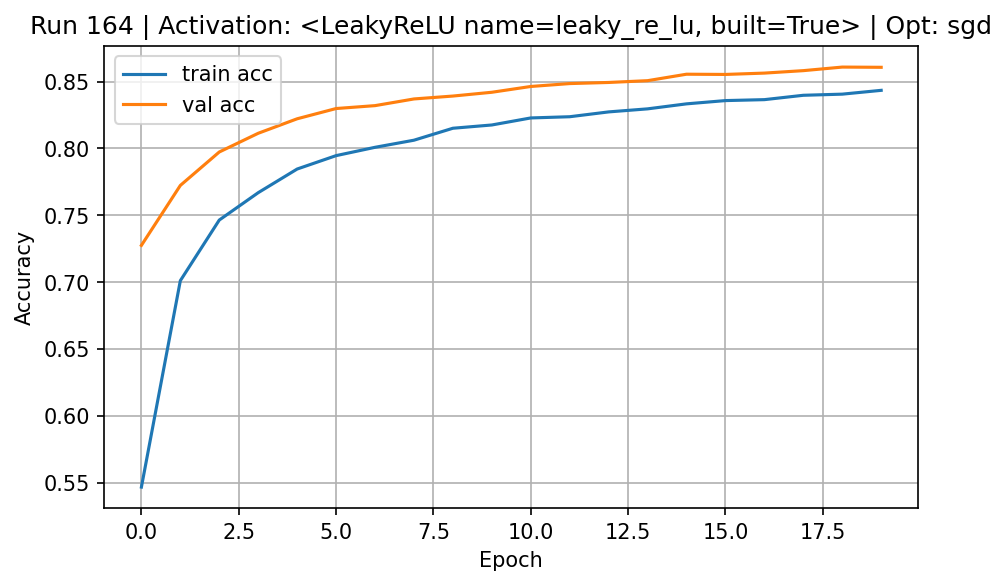 Run 164 | Activation: <LeakyReLU name=leaky_re_lu, built=True> | Opt: sgd
train acc
val acc
0.85
0.80
0.75
0.70
0.65
0.60
0.55
Accuracy
0.0 2.5 5.0 7.5 10.0 12.5 15.0 17.5
Epoch